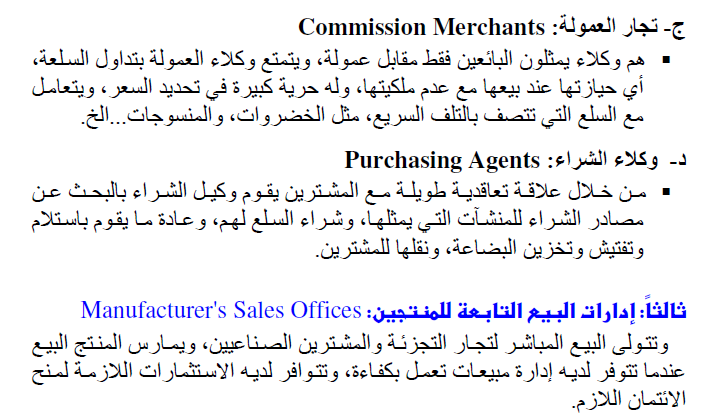 ج- تجار العمولة: Commission Merchants
▪ هم وكلاء يمثلون البائعين فقط مقابل عمولة، ويتمتع وكلاء العمولة بتداول السلعة،
أي حيازتها عند بيعها مع عدم ملكيتها، وله حرية كبيرة في تحديد السعر، ويتعامل
مع السلع التي تتصف بالتلف السريع، مثل الخضروات، والمنسوجات...الخ.
د- وكلاء الشراء: Purchasing Agents
▪ من خلال علاقة تعاقدية طويلة مع المشترين يقوم وكيل الشراء بالبحث عن
مصادر الشراء للمنشآت التي يمثلها، وشراء السلع لهم، وعادة ما يقوم باستلام
وتفتيش وتخزين البضاعة، ونقلها للمشترين.
ثالثاً: إدارات البيع التابعة للمنتجين: Manufacturer's Sales Offices
وتتولى البيع المباشر لتجار التجزئة والمشترين الصناعيين، ويمارس المنتج البيع
عندما تتوفر لديه إدارة مبيعات تعمل بكفاءة، وتتوافر لديه الاستثمارات اللازمة لمنح
الائتمان اللازم.